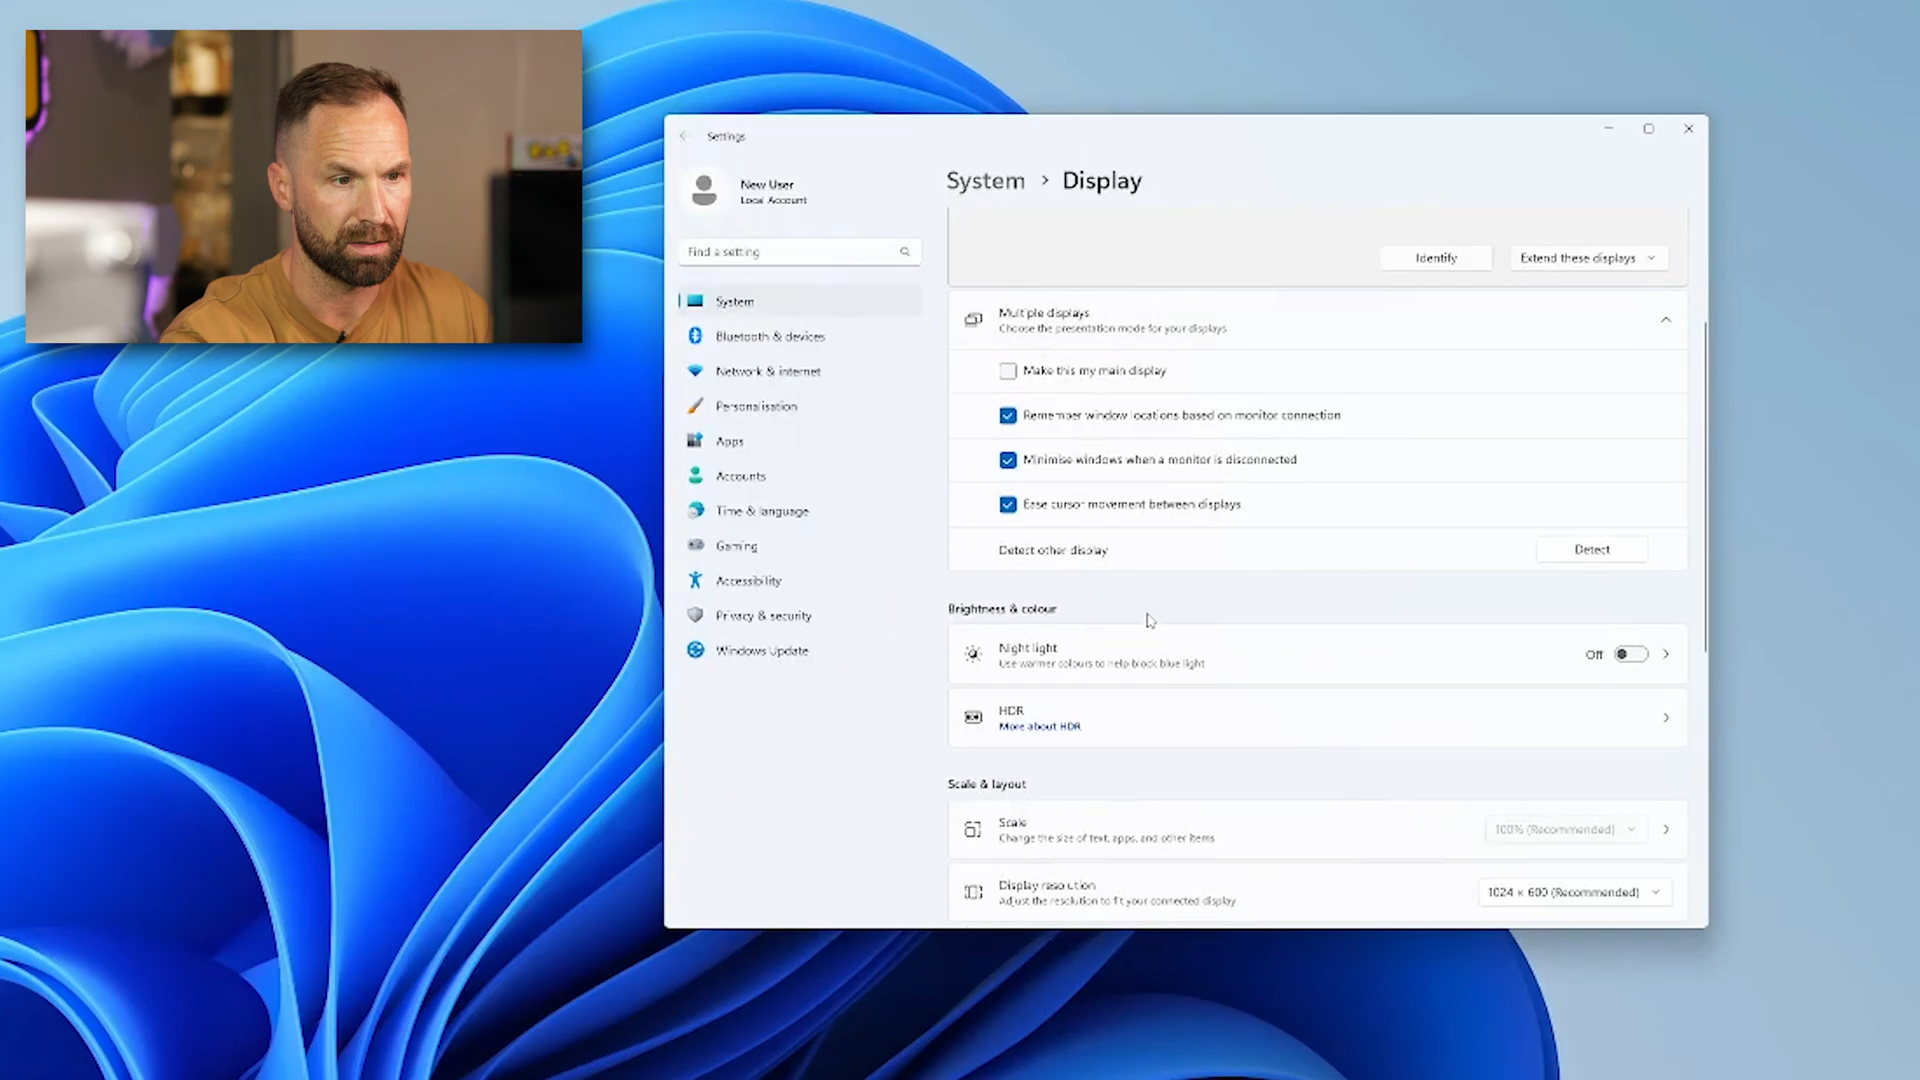 Settings
New User
Local Account
Find a setting
System
Bluetooth & devices
Network & internet
Personalisation
Apps
Accounts
Time & language
Gaming
Accessibility
Privacy & security
Windows Update
System > Display
Identify
Extend these displays
Multiple displays
Choose the presentation mode for your displays
Make this my main display
Remember window locations based on monitor connection
Minimise windows when a monitor is disconnected
Ease cursor movement between displays
Detect other display
Detect
Brightness & colour
Night light
Use warmer colours to help block blue light
Off
HDR
More about HDR
Scale & layout
Scale
Change the size of text, apps, and other items
100% (Recommended)
Display resolution
Adjust the resolution to fit your connected display
1024 × 600 (Recommended)